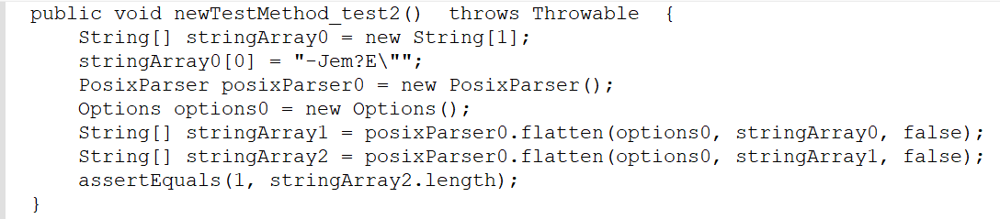 public void newTestMethod_test2()  throws Throwable  {
    String[] stringArray0 = new String[1];
    stringArray0[0] = "-Jem?E\"";
    PosixParser posixParser0 = new PosixParser();
    Options options0 = new Options();
    String[] stringArray1 = posixParser0.flatten(options0, stringArray0, false);
    String[] stringArray2 = posixParser0.flatten(options0, stringArray1, false);
    assertEquals(1, stringArray2.length);
}